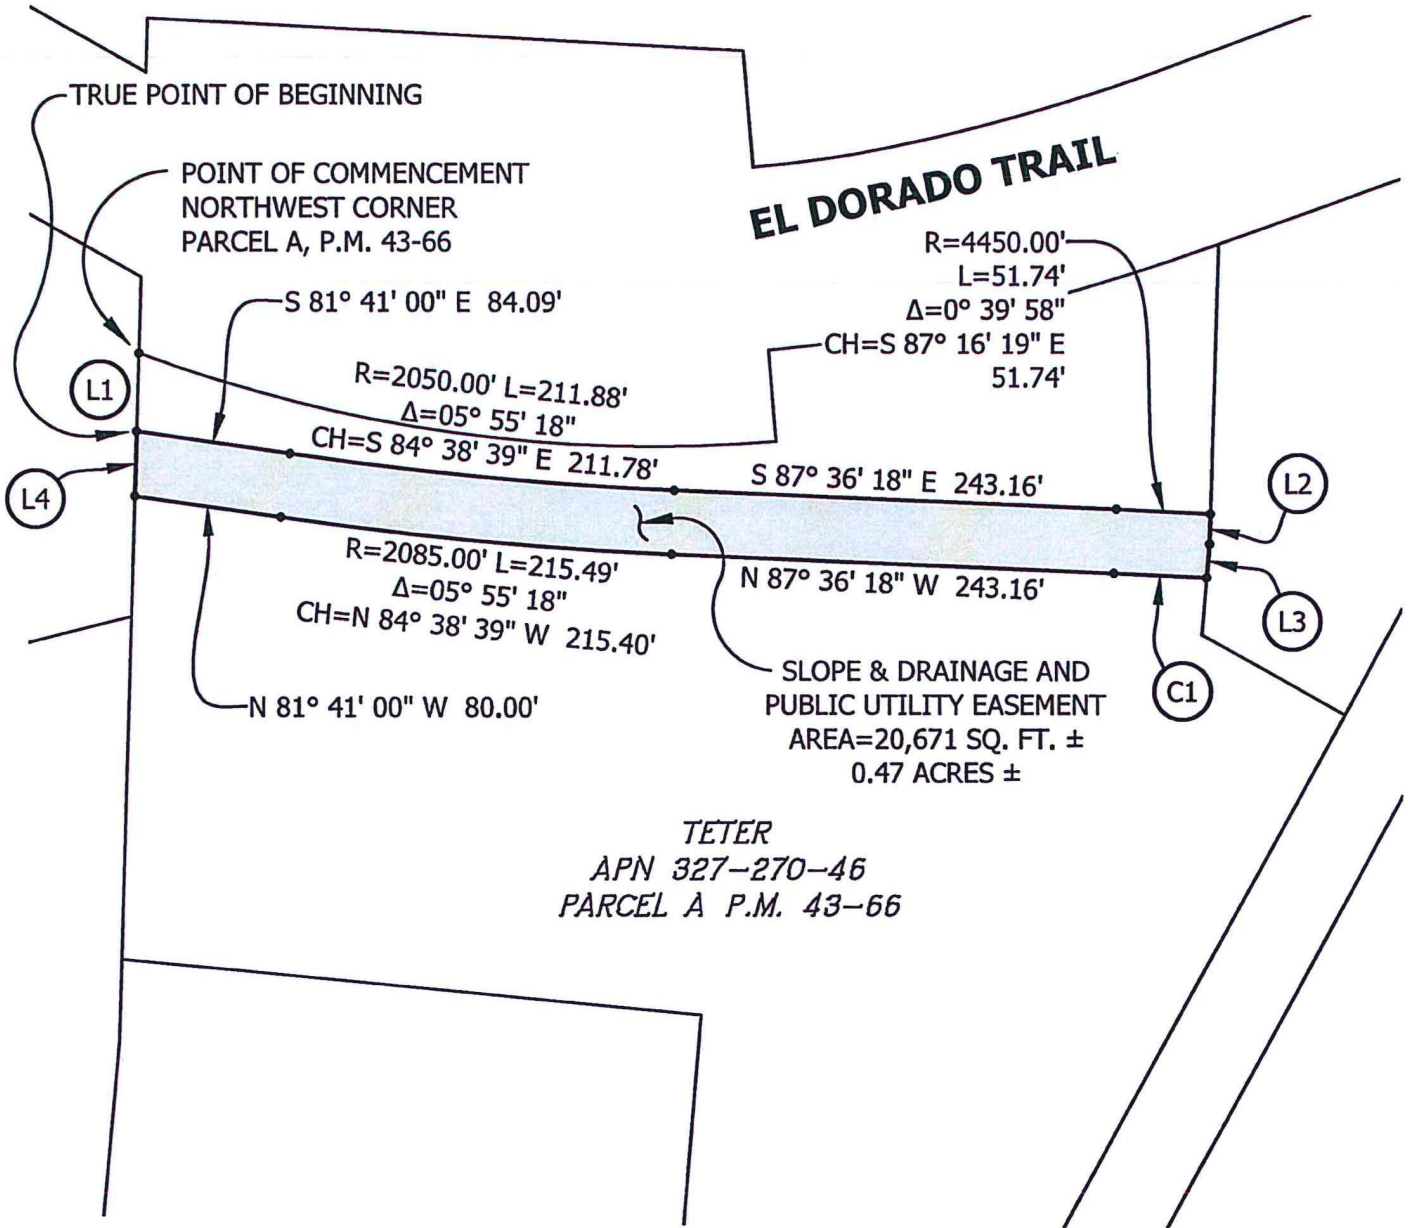 TRUE POINT OF BEGINNING
POINT OF COMMENCEMENT
NORTHWEST CORNER
PARCEL A, P.M. 43-66
EL DORADO TRAIL
R=4450.00'
L=51.74'
Δ=0° 39' 58"
CH=S 87° 16' 19" E
51.74'
S 81° 41' 00" E 84.09'
L1
R=2050.00' L=211.88'
Δ=05° 55' 18"
CH=S 84° 38' 39" E 211.78'
S 87° 36' 18" E 243.16'
L2
L4
R=2085.00' L=215.49'
Δ=05° 55' 18"
CH=N 84° 38' 39" W 215.40'
N 87° 36' 18" W 243.16'
L3
C1
N 81° 41' 00" W 80.00'
SLOPE & DRAINAGE AND
PUBLIC UTILITY EASEMENT
AREA=20,671 SQ. FT. ±
0.47 ACRES ±
TETER
APN 327-270-46
PARCEL A P.M. 43-66